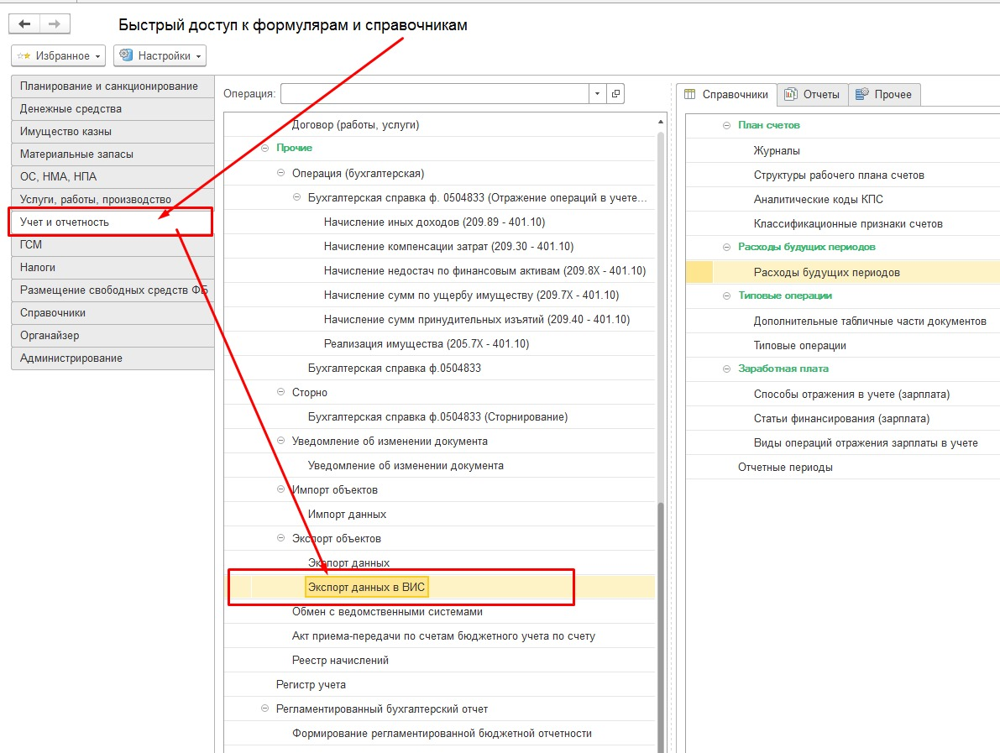 Быстрый доступ к формулярам и справочникам
Избранное
Настройки
Планирование и санкционирование
Денежные средства
Имущество казны
Материальные запасы
ОС, НМА, НПА
Услуги, работы, производство
Учет и отчетность
ГСМ
Налоги
Размещение свободных средств ФБ
Справочники
Органайзер
Администрирование
Операция:
Договор (работы, услуги)
Прочие
Операция (бухгалтерская)
Бухгалтерская справка ф. 0504833 (Отражение операций в учете...
Начисление иных доходов (209.89 - 401.10)
Начисление компенсации затрат (209.30 - 401.10)
Начисление недостач по финансовым активам (209.8X - 401.10)
Начисление сумм по ущербу имуществу (209.7X - 401.10)
Начисление сумм принудительных изъятий (209.40 - 401.10)
Реализация имущества (205.7X - 401.10)
Бухгалтерская справка ф.0504833
Сторно
Бухгалтерская справка ф.0504833 (Сторнирование)
Уведомление об изменении документа
Уведомление об изменении документа
Импорт объектов
Импорт данных
Экспорт объектов
Экспорт данных
Экспорт данных в ВИС
Обмен с ведомственными системами
Акт приема-передачи по счетам бюджетного учета по счету
Реестр начислений
Регистр учета
Регламентированный бухгалтерский отчет
Формирование регламентированной бюджетной отчетности
Справочники
Отчеты
Прочее
План счетов
Журналы
Структуры рабочего плана счетов
Аналитические коды КПС
Классификационные признаки счетов
Расходы будущих периодов
Расходы будущих периодов
Типовые операции
Дополнительные табличные части документов
Типовые операции
Заработная плата
Способы отражения в учете (зарплата)
Статьи финансирования (зарплата)
Виды операций отражения зарплаты в учете
Отчетные периоды